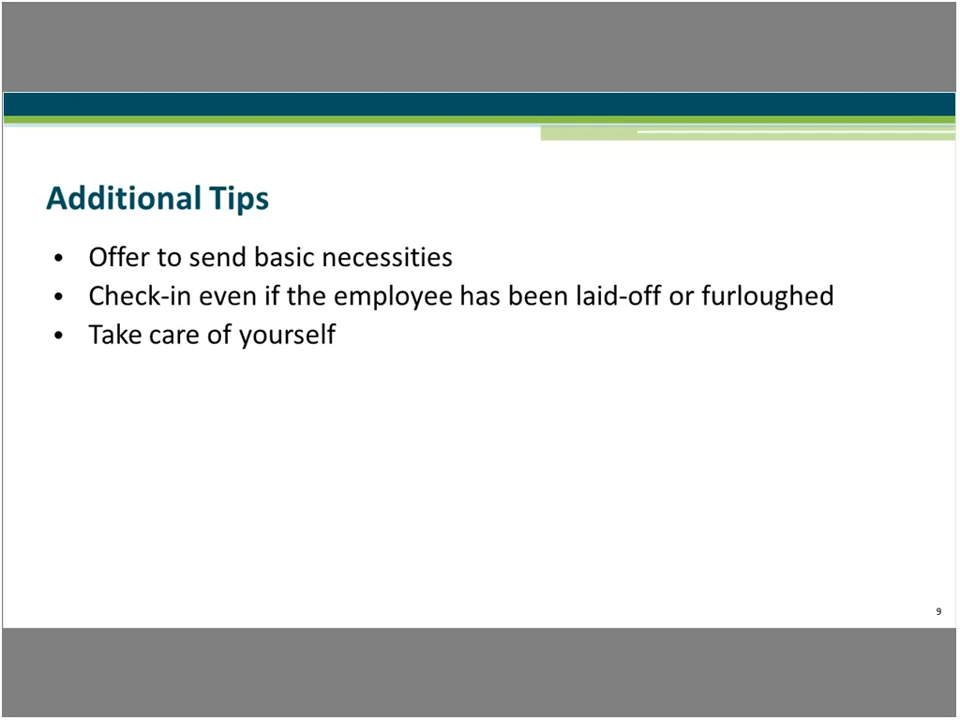 Additional Tips
• Offer to send basic necessities
• Check-in even if the employee has been laid-off or furloughed
• Take care of yourself
9